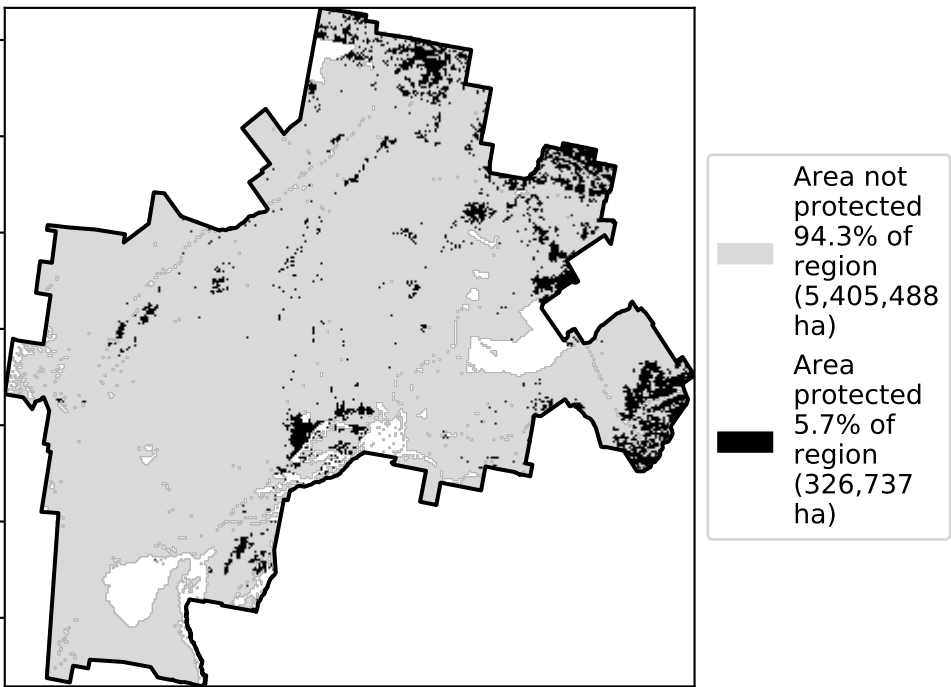 Area not
protected
94.3% of
region
(5,405,488
ha)
Area
protected
5.7% of
region
(326,737
ha)